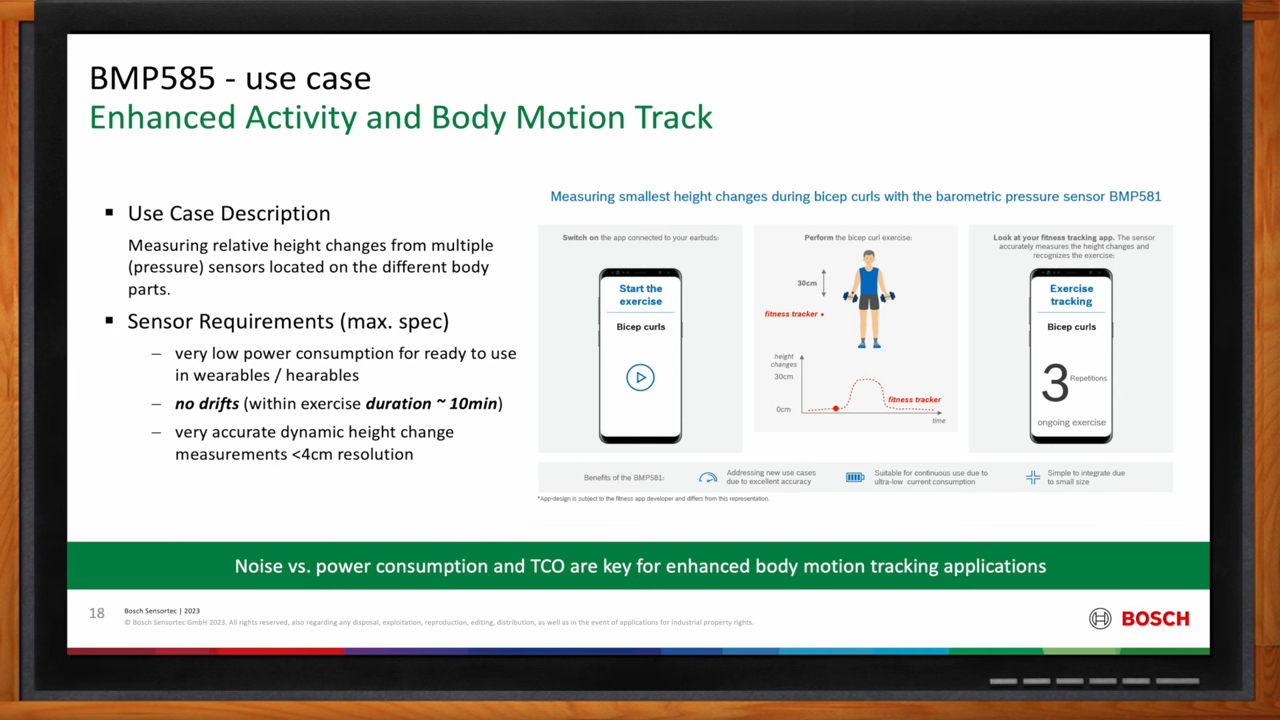 BMP585 - use case
Enhanced Activity and Body Motion Track
▪ Use Case Description
Measuring relative height changes from multiple
(pressure) sensors located on the different body
parts.
▪ Sensor Requirements (max. spec)
– very low power consumption for ready to use
in wearables / hearables
– no drifts (within exercise duration ~ 10min)
– very accurate dynamic height change
measurements <4cm resolution
Measuring smallest height changes during bicep curls with the barometric pressure sensor BMP581
Switch on the app connected to your earbuds:
Start the
exercise
Bicep curls
Perform the bicep curl exercise:
30cm
fitness tracker
height
changes
30cm
0cm
fitness tracker
time
Look at your fitness tracking app. The sensor
accurately measures the height changes and
recognizes the exercise:
Exercise
tracking
Bicep curls
3 Repetitions
ongoing exercise
Benefits of the BMP581:
Addressing new use cases
due to excellent accuracy
Suitable for continuous use due to
ultra-low current consumption
Simple to integrate due
to small size
*App-design is subject to the fitness app developer and differs from this representation.
Noise vs. power consumption and TCO are key for enhanced body motion tracking applications
18
Bosch Sensortec | 2023
© Bosch Sensortec GmbH 2023. All rights reserved, also regarding any disposal, exploitation, reproduction, editing, distribution, as well as in the event of applications for industrial property rights.
BOSCH